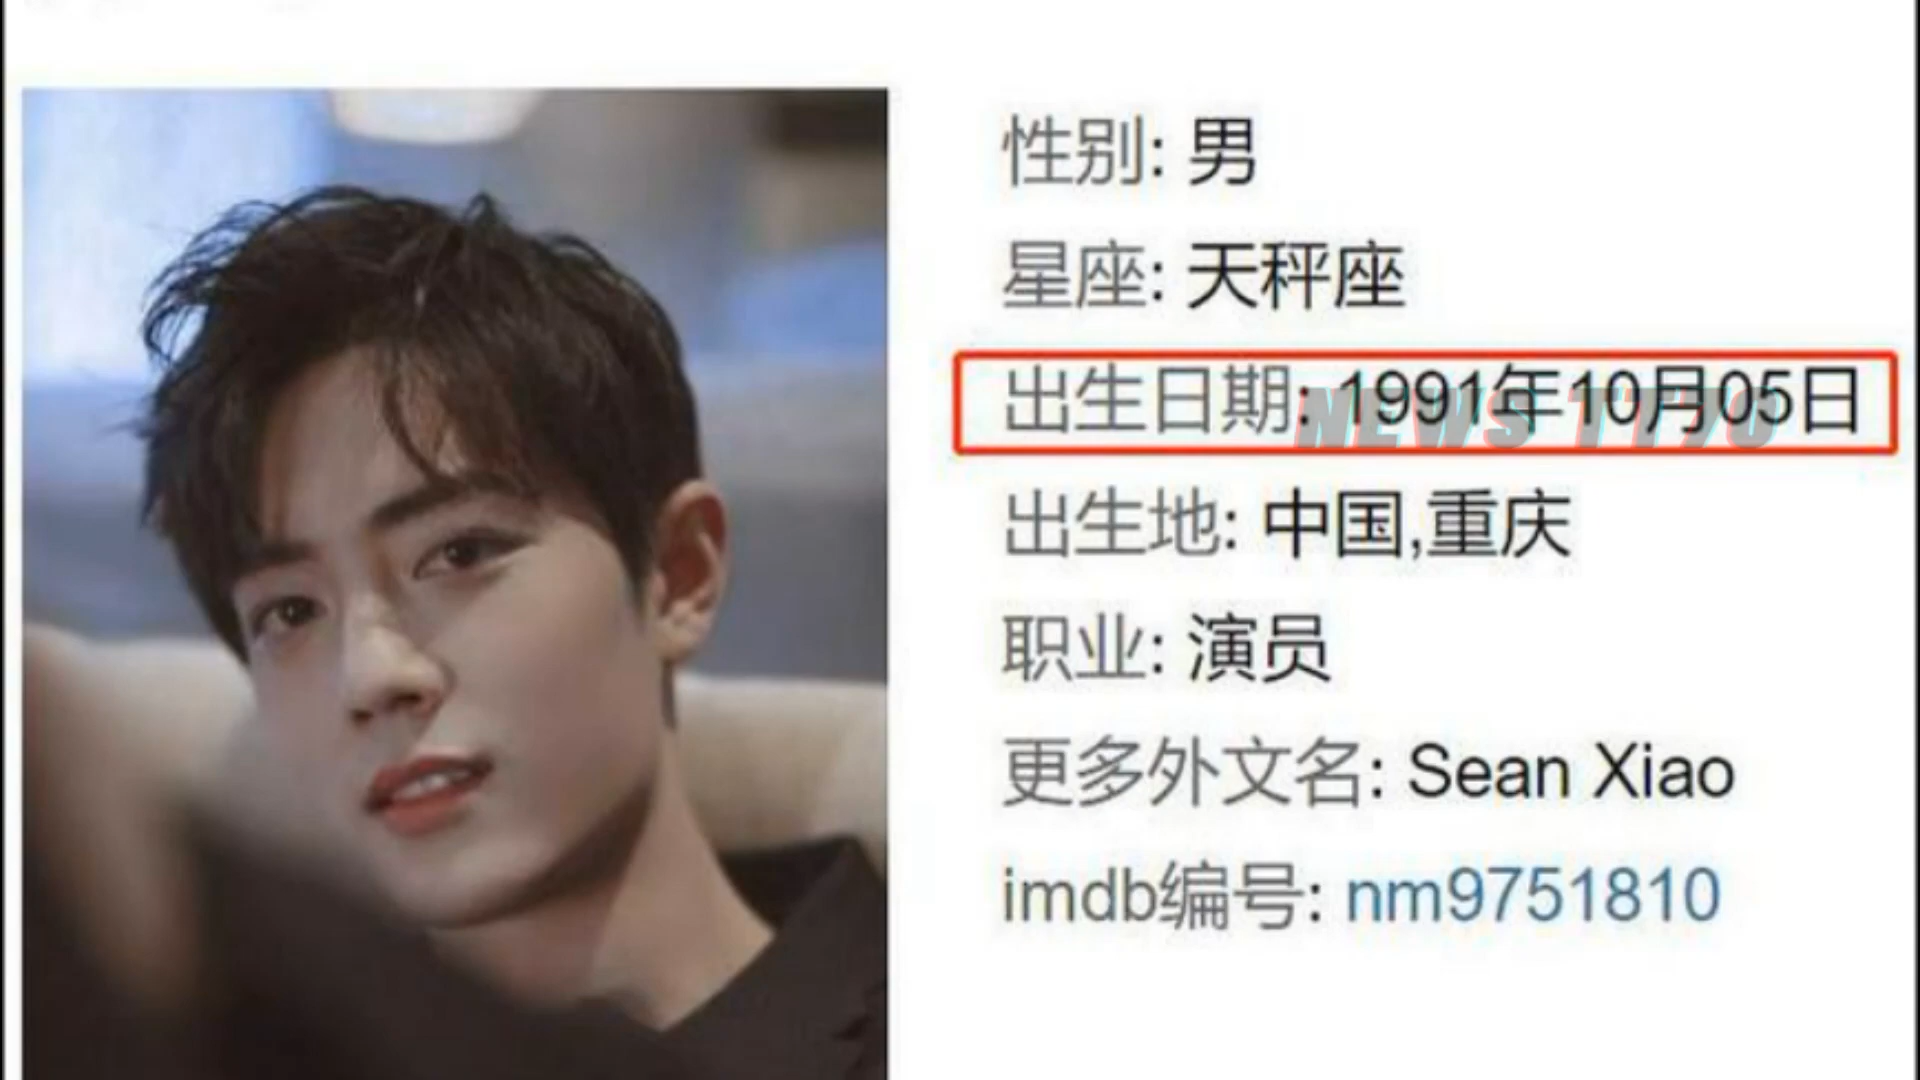 性别: 男
星座: 天秤座
出生日期: 1991年10月05日
NEWS TT70
出生地: 中国,重庆
职业: 演员
更多外文名: Sean Xiao
imdb编号: nm9751810